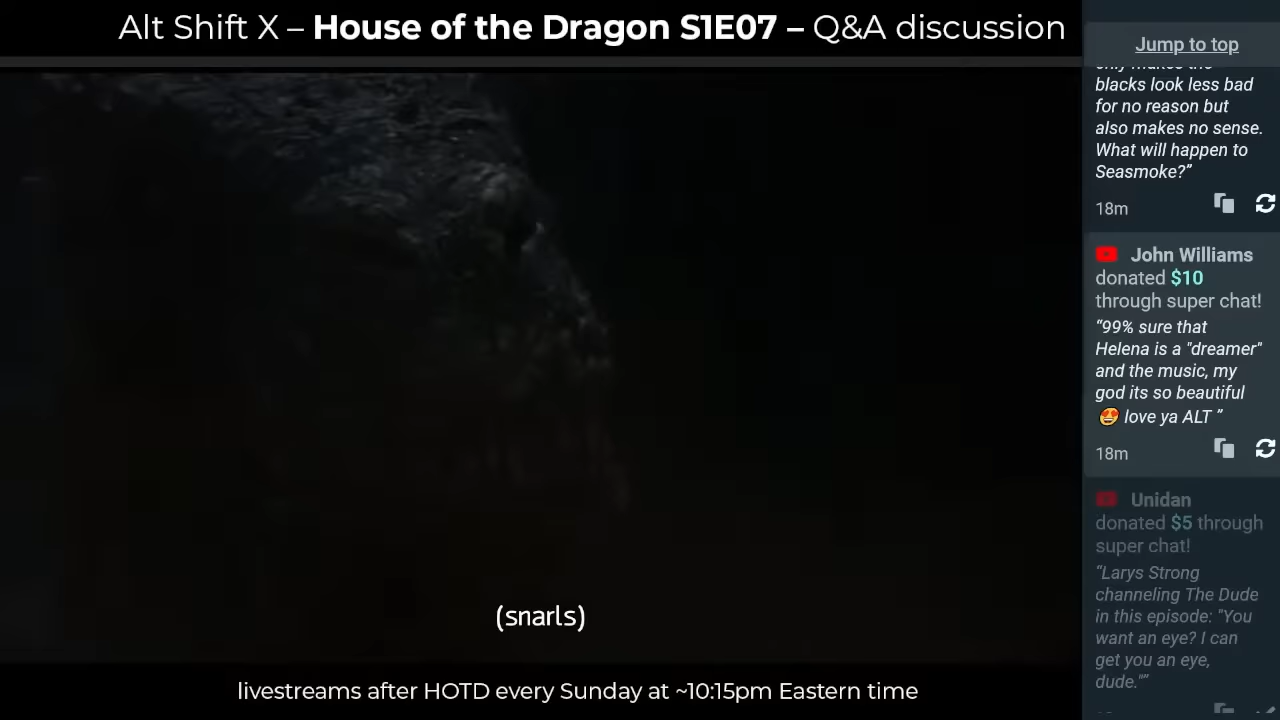 Alt Shift X – House of the Dragon S1E07 – Q&A discussion
(snarls)
livestreams after HOTD every Sunday at ~10:15pm Eastern time
Jump to top
blacks look less bad
for no reason but
also makes no sense.
What will happen to
Seasmoke?”
18m
John Williams
donated $10
through super chat!
“99% sure that
Helena is a "dreamer"
and the music, my
god its so beautiful
😍 love ya ALT ”
18m
Unidan
donated $5 through
super chat!
“Larys Strong
channeling The Dude
in this episode: "You
want an eye? I can
get you an eye,
dude."”